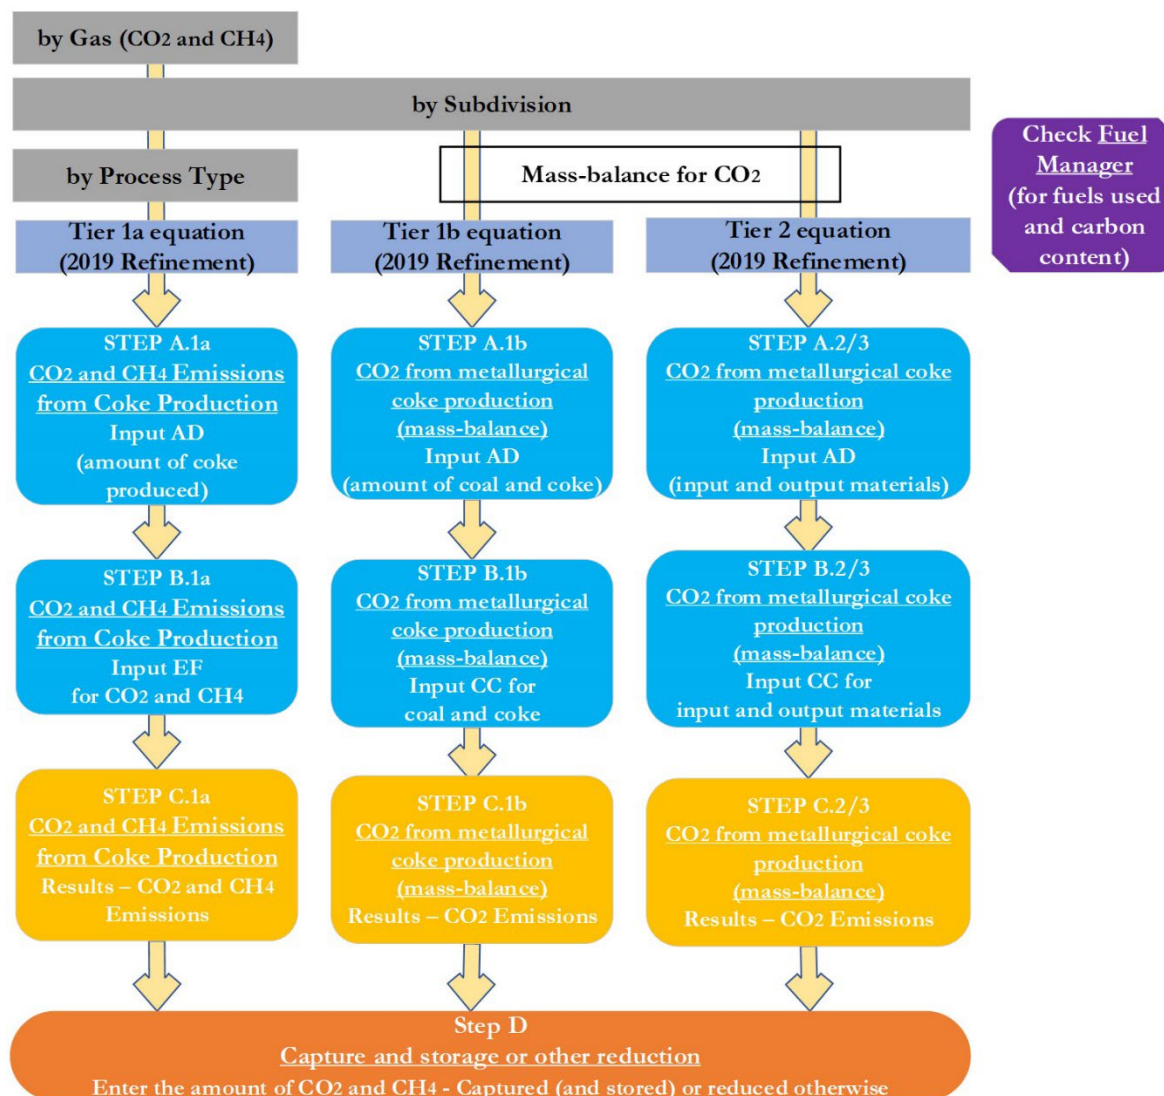 by Gas (CO2 and CH4)
by Subdivision
by Process Type
Mass-balance for CO2
Check Fuel
Manager
(for fuels used
and carbon
content)
Tier 1a equation
(2019 Refinement)
Tier 1b equation
(2019 Refinement)
Tier 2 equation
(2019 Refinement)
STEP A.1a
CO2 and CH4 Emissions
from Coke Production
Input AD
(amount of coke
produced)
STEP A.1b
CO2 from metallurgical
coke production
(mass-balance)
Input AD
(amount of coal and coke)
STEP A.2/3
CO2 from metallurgical coke
production
(mass-balance)
Input AD
(input and output materials)
STEP B.1a
CO2 and CH4 Emissions
from Coke Production
Input EF
for CO2 and CH4
STEP B.1b
CO2 from metallurgical
coke production
(mass-balance)
Input CC for
coal and coke
STEP B.2/3
CO2 from metallurgical coke
production
(mass-balance)
Input CC for
input and output materials
STEP C.1a
CO2 and CH4 Emissions
from Coke Production
Results – CO2 and CH4
Emissions
STEP C.1b
CO2 from metallurgical
coke production
(mass-balance)
Results – CO2 Emissions
STEP C.2/3
CO2 from metallurgical coke
production
(mass-balance)
Results – CO2 Emissions
Step D
Capture and storage or other reduction
Enter the amount of CO2 and CH4 - Captured (and stored) or reduced otherwise